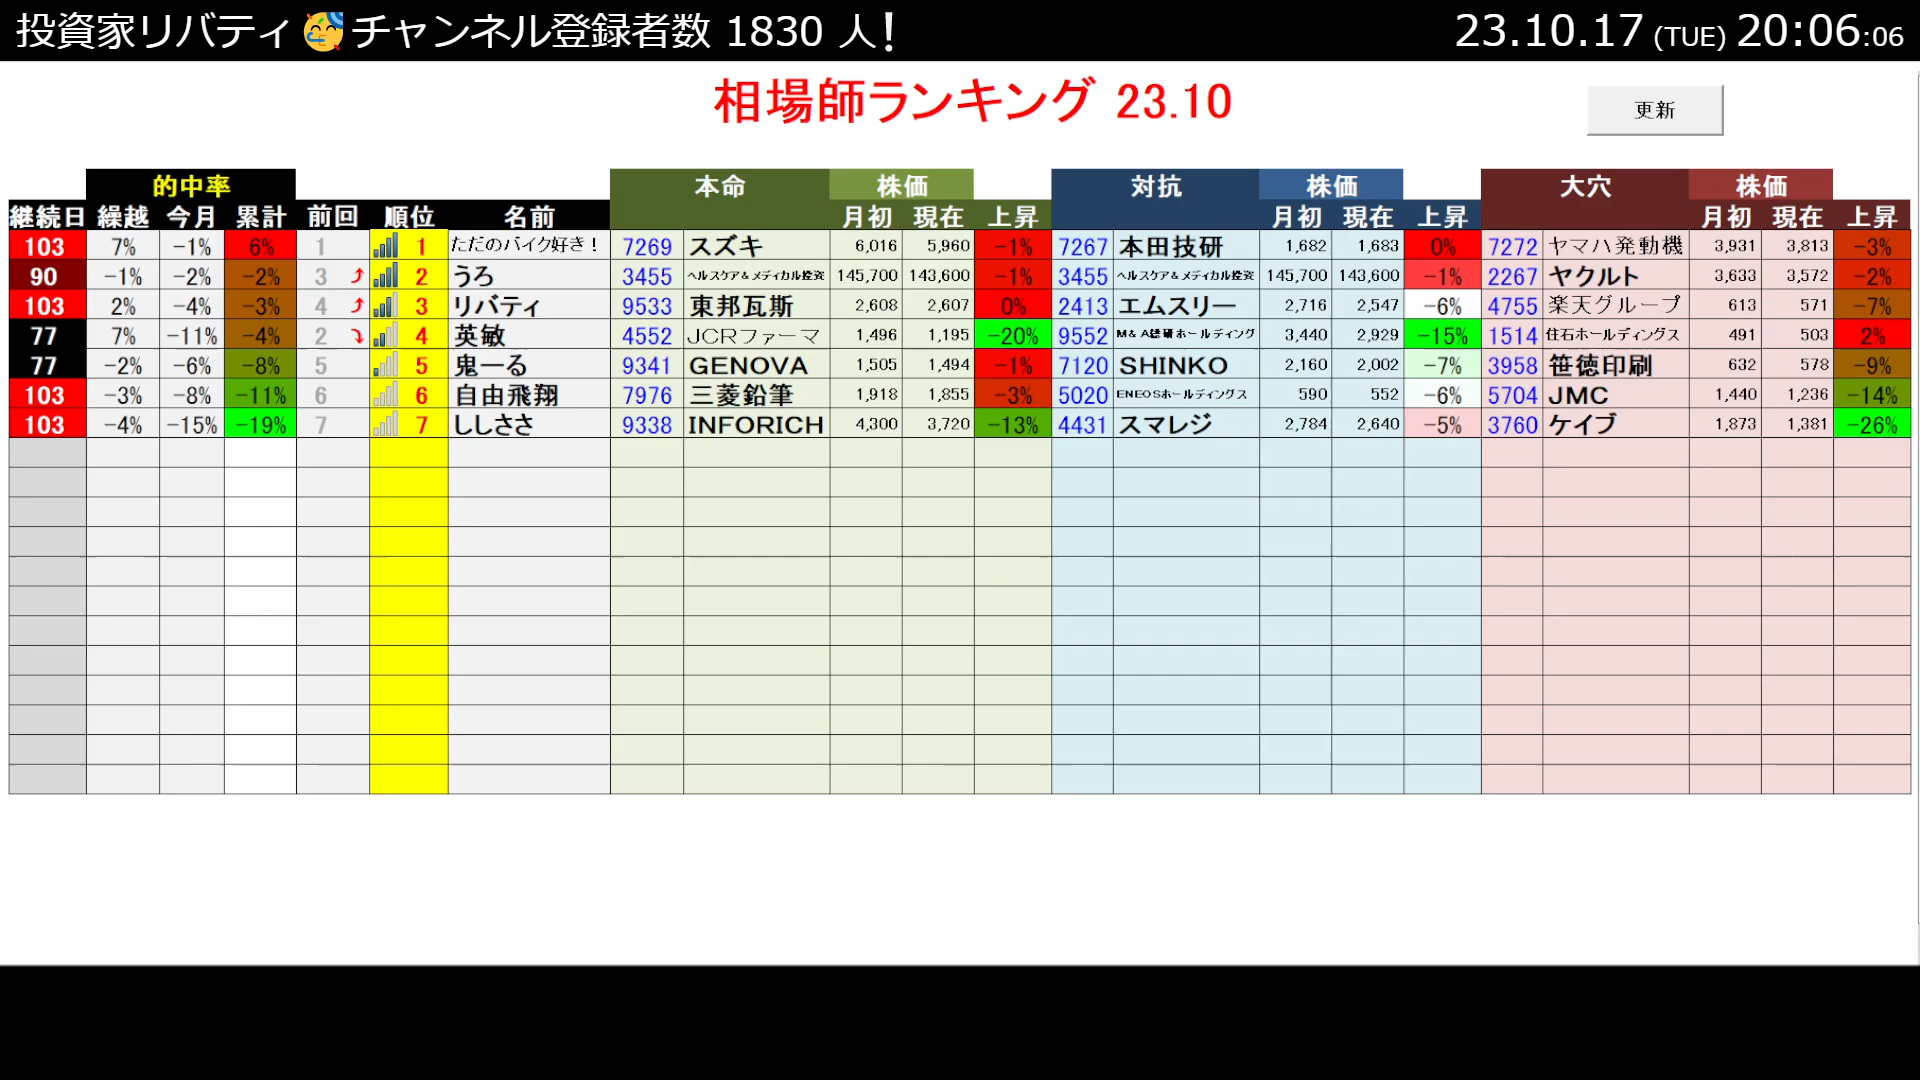 投資家リバティ🥳チャンネル登録者数 1830 人! 23.10.17 (TUE) 20:06:06
相場師ランキング 23.10
更新
的中率 本命 株価 対抗 株価 大穴 株価
継続日 繰越 今月 累計 前回 順位 名前 月初 現在 上昇 月初 現在 上昇 月初 現在 上昇
103 7% -1% 6% 1 1 ただのバイク好き! 7269 スズキ 6,016 5,960 -1% 7267 本田技研 1,682 1,683 0% 7272 ヤマハ発動機 3,931 3,813 -3%
90 -1% -2% -2% 3 2 うろ 3455 ヘルスケア&メディカル投資 145,700 143,600 -1% 3455 ヘルスケア&メディカル投資 145,700 143,600 -1% 2267 ヤクルト 3,633 3,572 -2%
103 2% -4% -3% 4 3 リバティ 9533 東邦瓦斯 2,608 2,607 0% 2413 エムスリー 2,716 2,547 -6% 4755 楽天グループ 613 571 -7%
77 7% -11% -4% 2 4 英敏 4552 JCRファーマ 1,496 1,195 -20% 9552 M&A総研ホールディング 3,440 2,929 -15% 1514 住石ホールディングス 491 503 2%
77 -2% -6% -8% 5 5 鬼一る 9341 GENOVA 1,505 1,494 -1% 7120 SHINKO 2,160 2,002 -7% 3958 笹徳印刷 632 578 -9%
103 -3% -8% -11% 6 6 自由飛翔 7976 三菱鉛筆 1,918 1,855 -3% 5020 ENEOSホールディングス 590 552 -6% 5704 JMC 1,440 1,236 -14%
103 -4% -15% -19% 7 7 ししささ 9338 INFORICH 4,300 3,720 -13% 4431 スマレジ 2,784 2,640 -5% 3760 ケイブ 1,873 1,381 -26%